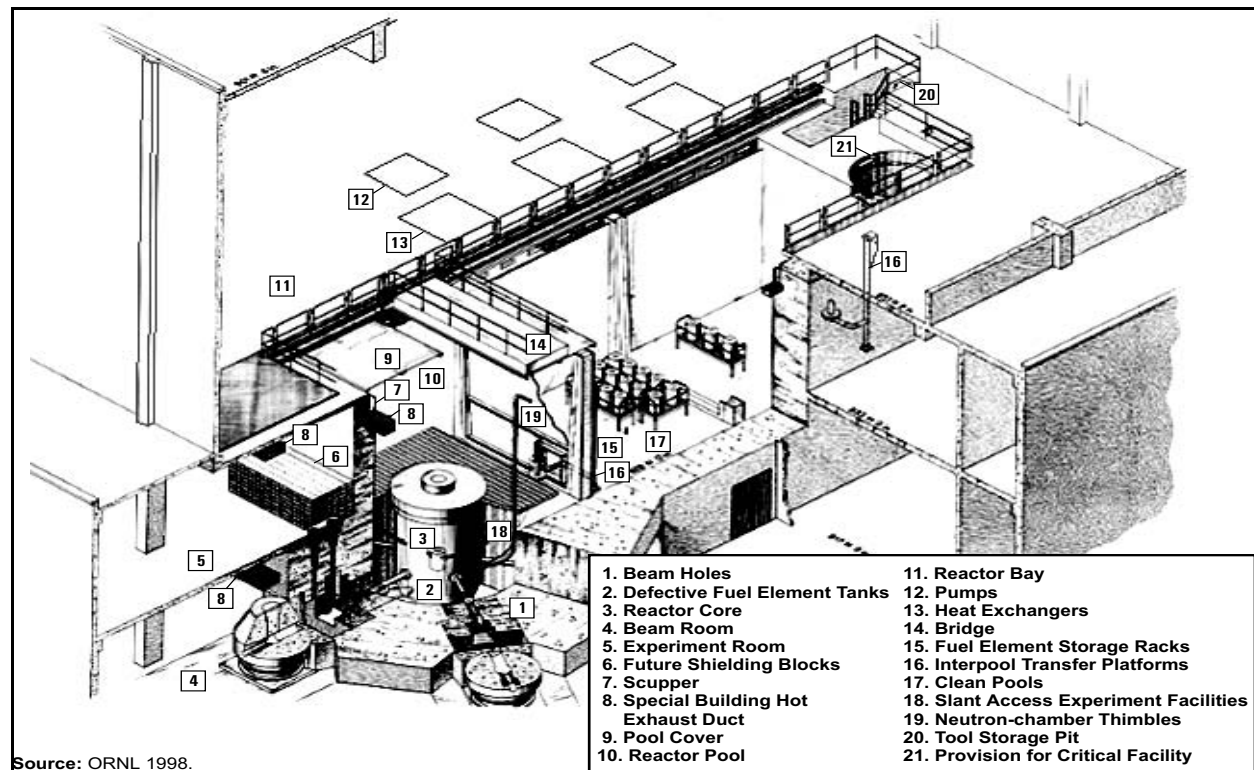 20
21
12
13
16
11
14
9
10
7
8
19
8
6
15
17
16
3
18
5
2
8
1
4
1. Beam Holes
2. Defective Fuel Element Tanks
3. Reactor Core
4. Beam Room
5. Experiment Room
6. Future Shielding Blocks
7. Scupper
8. Special Building Hot
Exhaust Duct
9. Pool Cover
10. Reactor Pool
11. Reactor Bay
12. Pumps
13. Heat Exchangers
14. Bridge
15. Fuel Element Storage Racks
16. Interpool Transfer Platforms
17. Clean Pools
18. Slant Access Experiment Facilities
19. Neutron-chamber Thimbles
20. Tool Storage Pit
21. Provision for Critical Facility
Source: ORNL 1998.